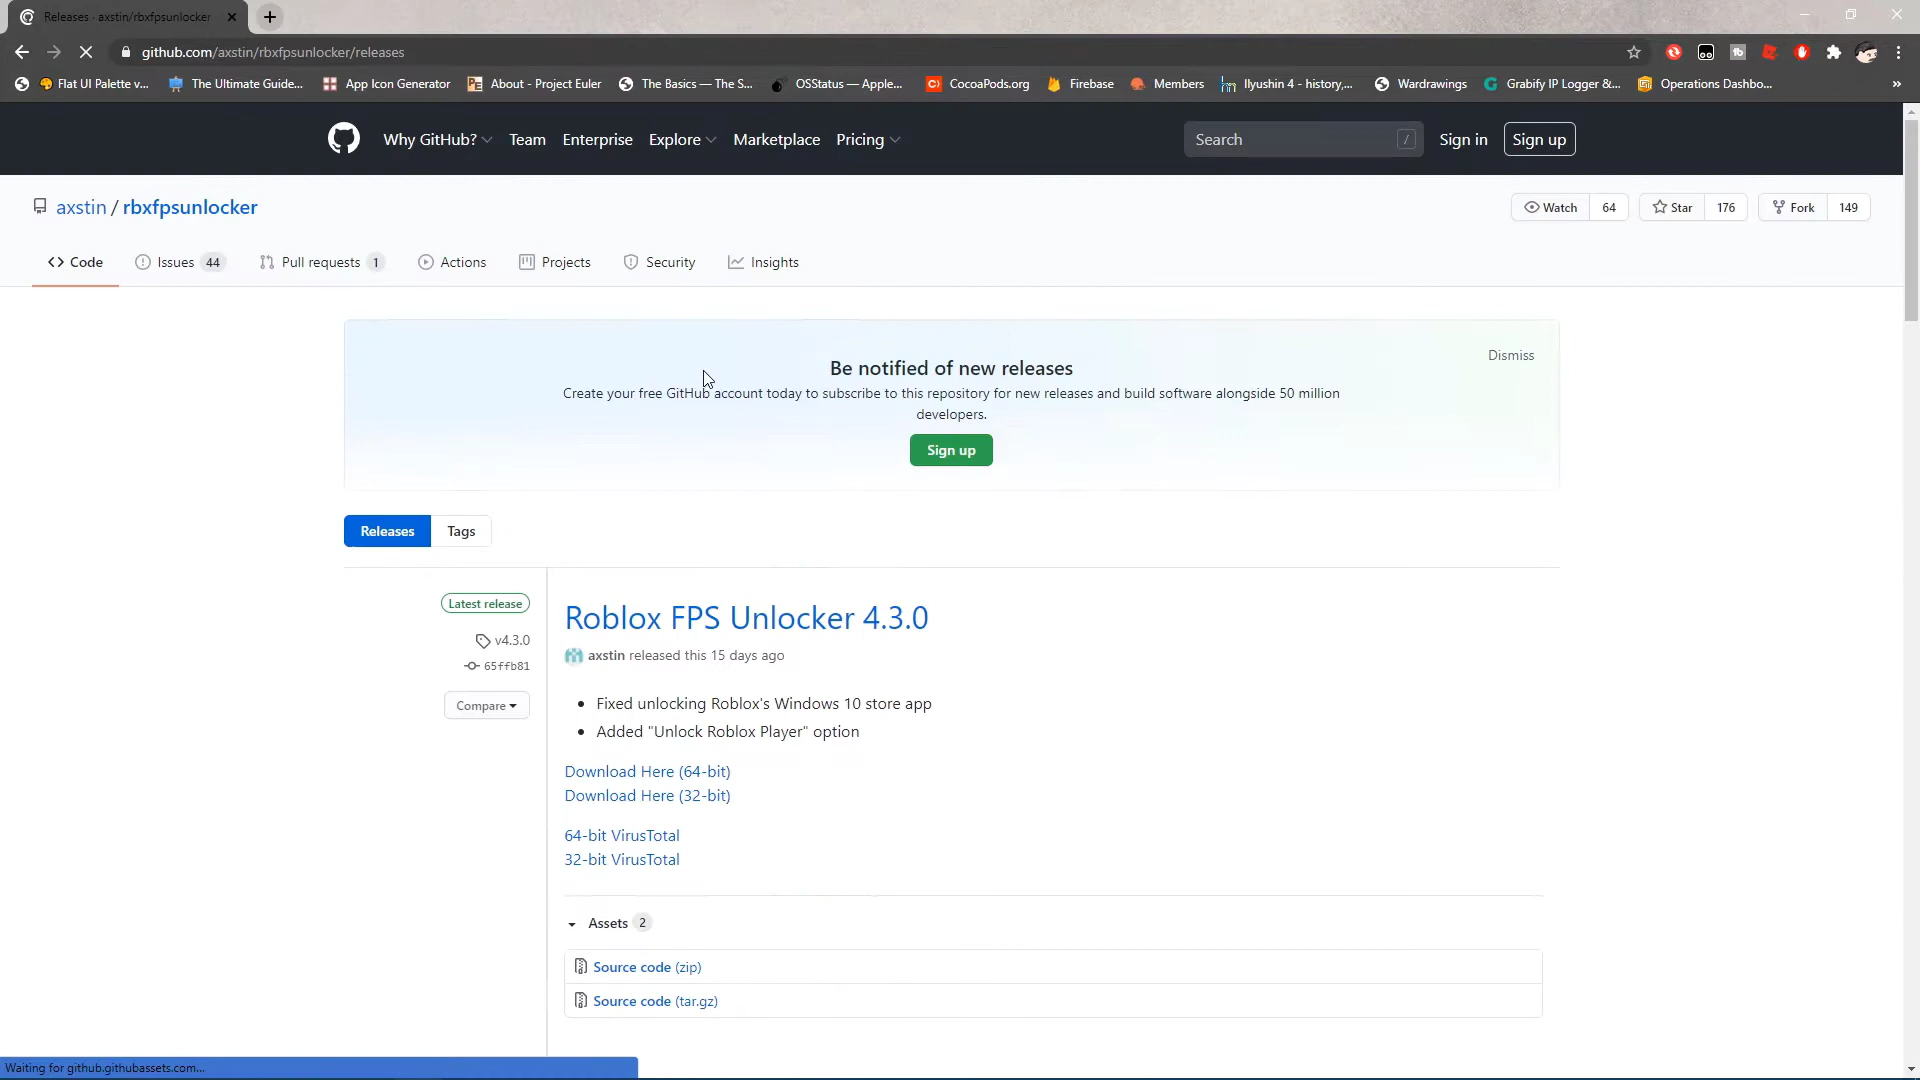 Releases · axstin/rbxfpsunlocker
github.com/axstin/rbxfpsunlocker/releases
Flat UI Palette v...
The Ultimate Guide...
App Icon Generator
About - Project Euler
The Basics — The S...
OSStatus — Apple...
CocoaPods.org
Firebase
Members
Ilyushin 4 - history,...
Wardrawings
Grabify IP Logger &...
Operations Dashbo...
»
Why GitHub?
Team
Enterprise
Explore
Marketplace
Pricing
Search /
Sign in
Sign up
axstin / rbxfpsunlocker
Watch 64
Star 176
Fork 149
Code
Issues 44
Pull requests 1
Actions
Projects
Security
Insights
Be notified of new releases
Dismiss
Create your free GitHub account today to subscribe to this repository for new releases and build software alongside 50 million
developers.
Sign up
Releases
Tags
Latest release
v4.3.0
65ffb81
Compare
Roblox FPS Unlocker 4.3.0
axstin released this 15 days ago
• Fixed unlocking Roblox's Windows 10 store app
• Added "Unlock Roblox Player" option
Download Here (64-bit)
Download Here (32-bit)
64-bit VirusTotal
32-bit VirusTotal
Assets 2
Source code (zip)
Source code (tar.gz)
Waiting for github.githubassets.com...